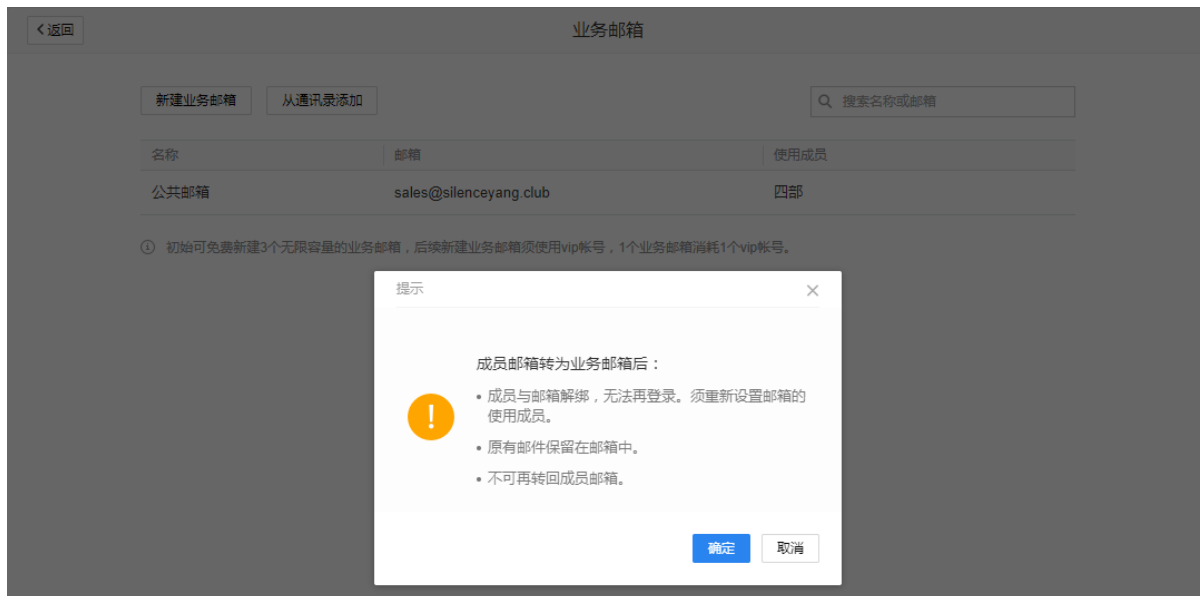 返回
业务邮箱
新建业务邮箱 从通讯录添加 搜索名称或邮箱
名称 邮箱 使用成员
公共邮箱 sales@silenceyang.club 四部
初始可免费新建3个无限容量的业务邮箱，后续新建业务邮箱须使用vip帐号，1个业务邮箱消耗1个vip帐号。
提示
成员邮箱转为业务邮箱后：
• 成员与邮箱解绑，无法再登录。须重新设置邮箱的
使用成员。
• 原有邮件保留在邮箱中。
• 不可再转回成员邮箱。
确定 取消